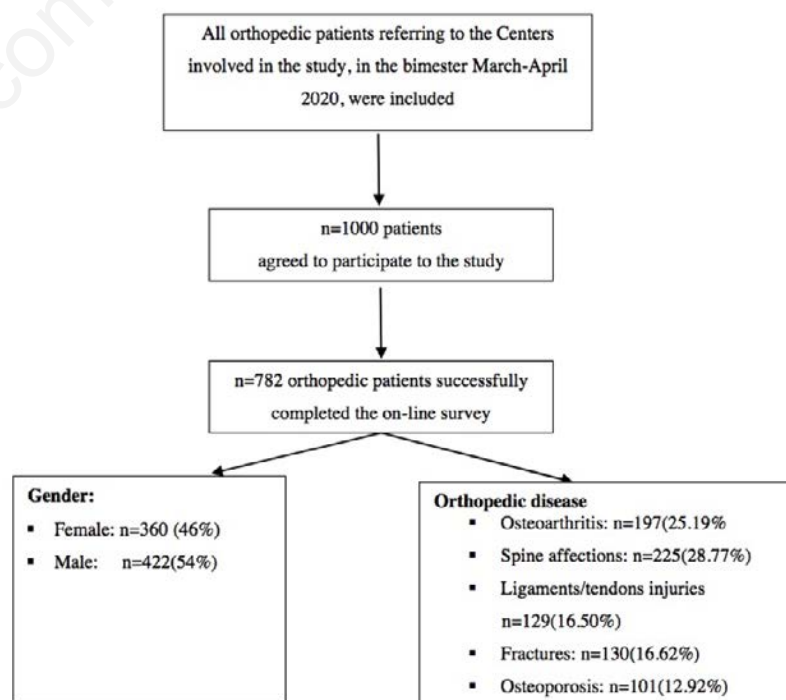 com
All orthopedic patients referring to the Centers
involved in the study, in the bimester March-April
2020, were included
n=1000 patients
agreed to participate to the study
n=782 orthopedic patients successfully
completed the on-line survey
Gender:
▪ Female: n=360 (46%)
▪ Male: n=422(54%)
Orthopedic disease
▪ Osteoarthritis: n=197(25.19%
▪ Spine affections: n=225(28.77%)
▪ Ligaments/tendons injuries
n=129(16.50%)
▪ Fractures: n=130(16.62%)
▪ Osteoporosis: n=101(12.92%)